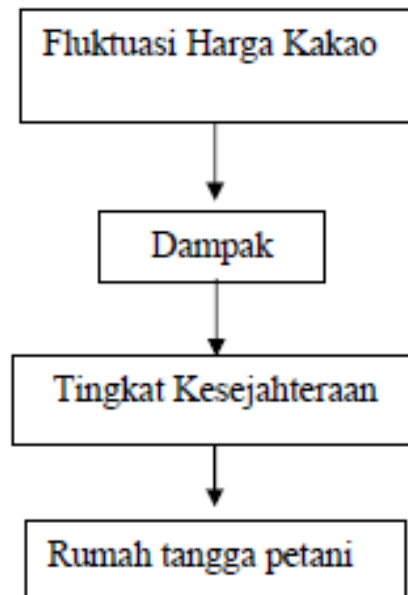 Fluktuasi Harga Kakao
Dampak
Tingkat Kesejahteraan
Rumah tangga petani